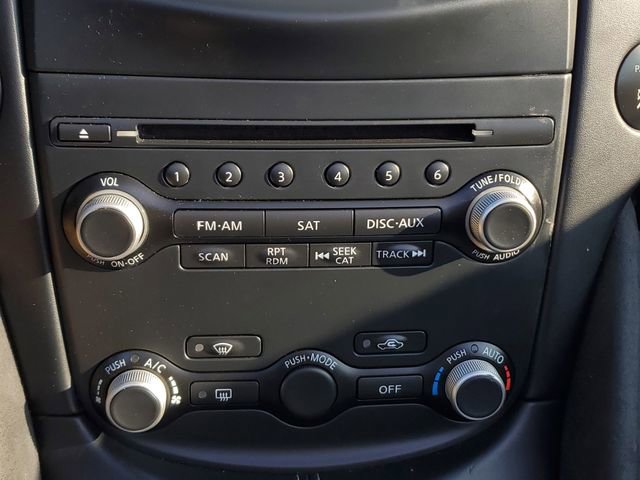 1 2 3 4 5 6
VOL
TUNE/FOLDER
FM·AM SAT DISC·AUX
PUSH ON·OFF
SCAN RPT RDM SEEK CAT TRACK
PUSH AUDIO
PUSH A/C
PUSH·MODE
PUSH AUTO
OFF